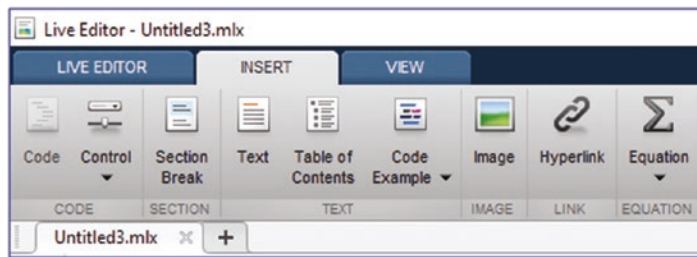 Live Editor - Untitled3.mlx
LIVE EDITOR INSERT VIEW
Code Control Section Break Text Table of Contents Code Example Image Hyperlink Equation
CODE SECTION TEXT IMAGE LINK EQUATION
Untitled3.mlx